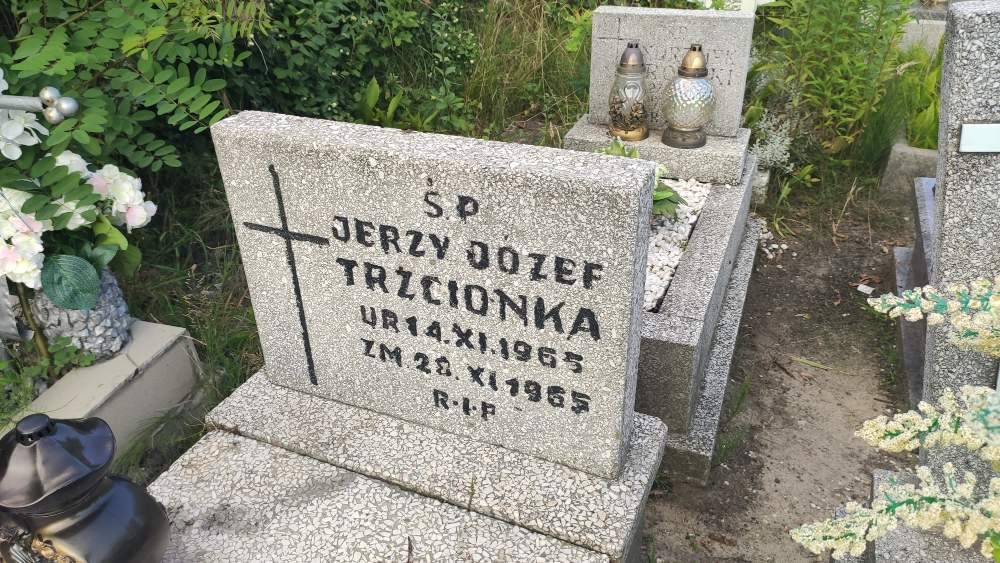 Ś.P
JERZY JÓZEF
TRZCIONKA
UR 14.XI.1965
ZM.28.XI.1965
R.I.P